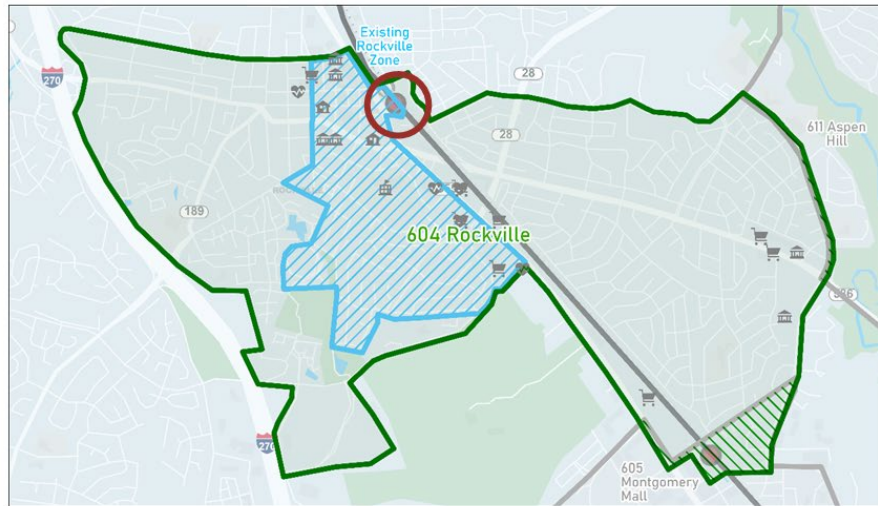 Existing
Rockville
Zone
270
28
28
611 Aspen
Hill
189
604 Rockville
586
270
605
Montgomery
Mall